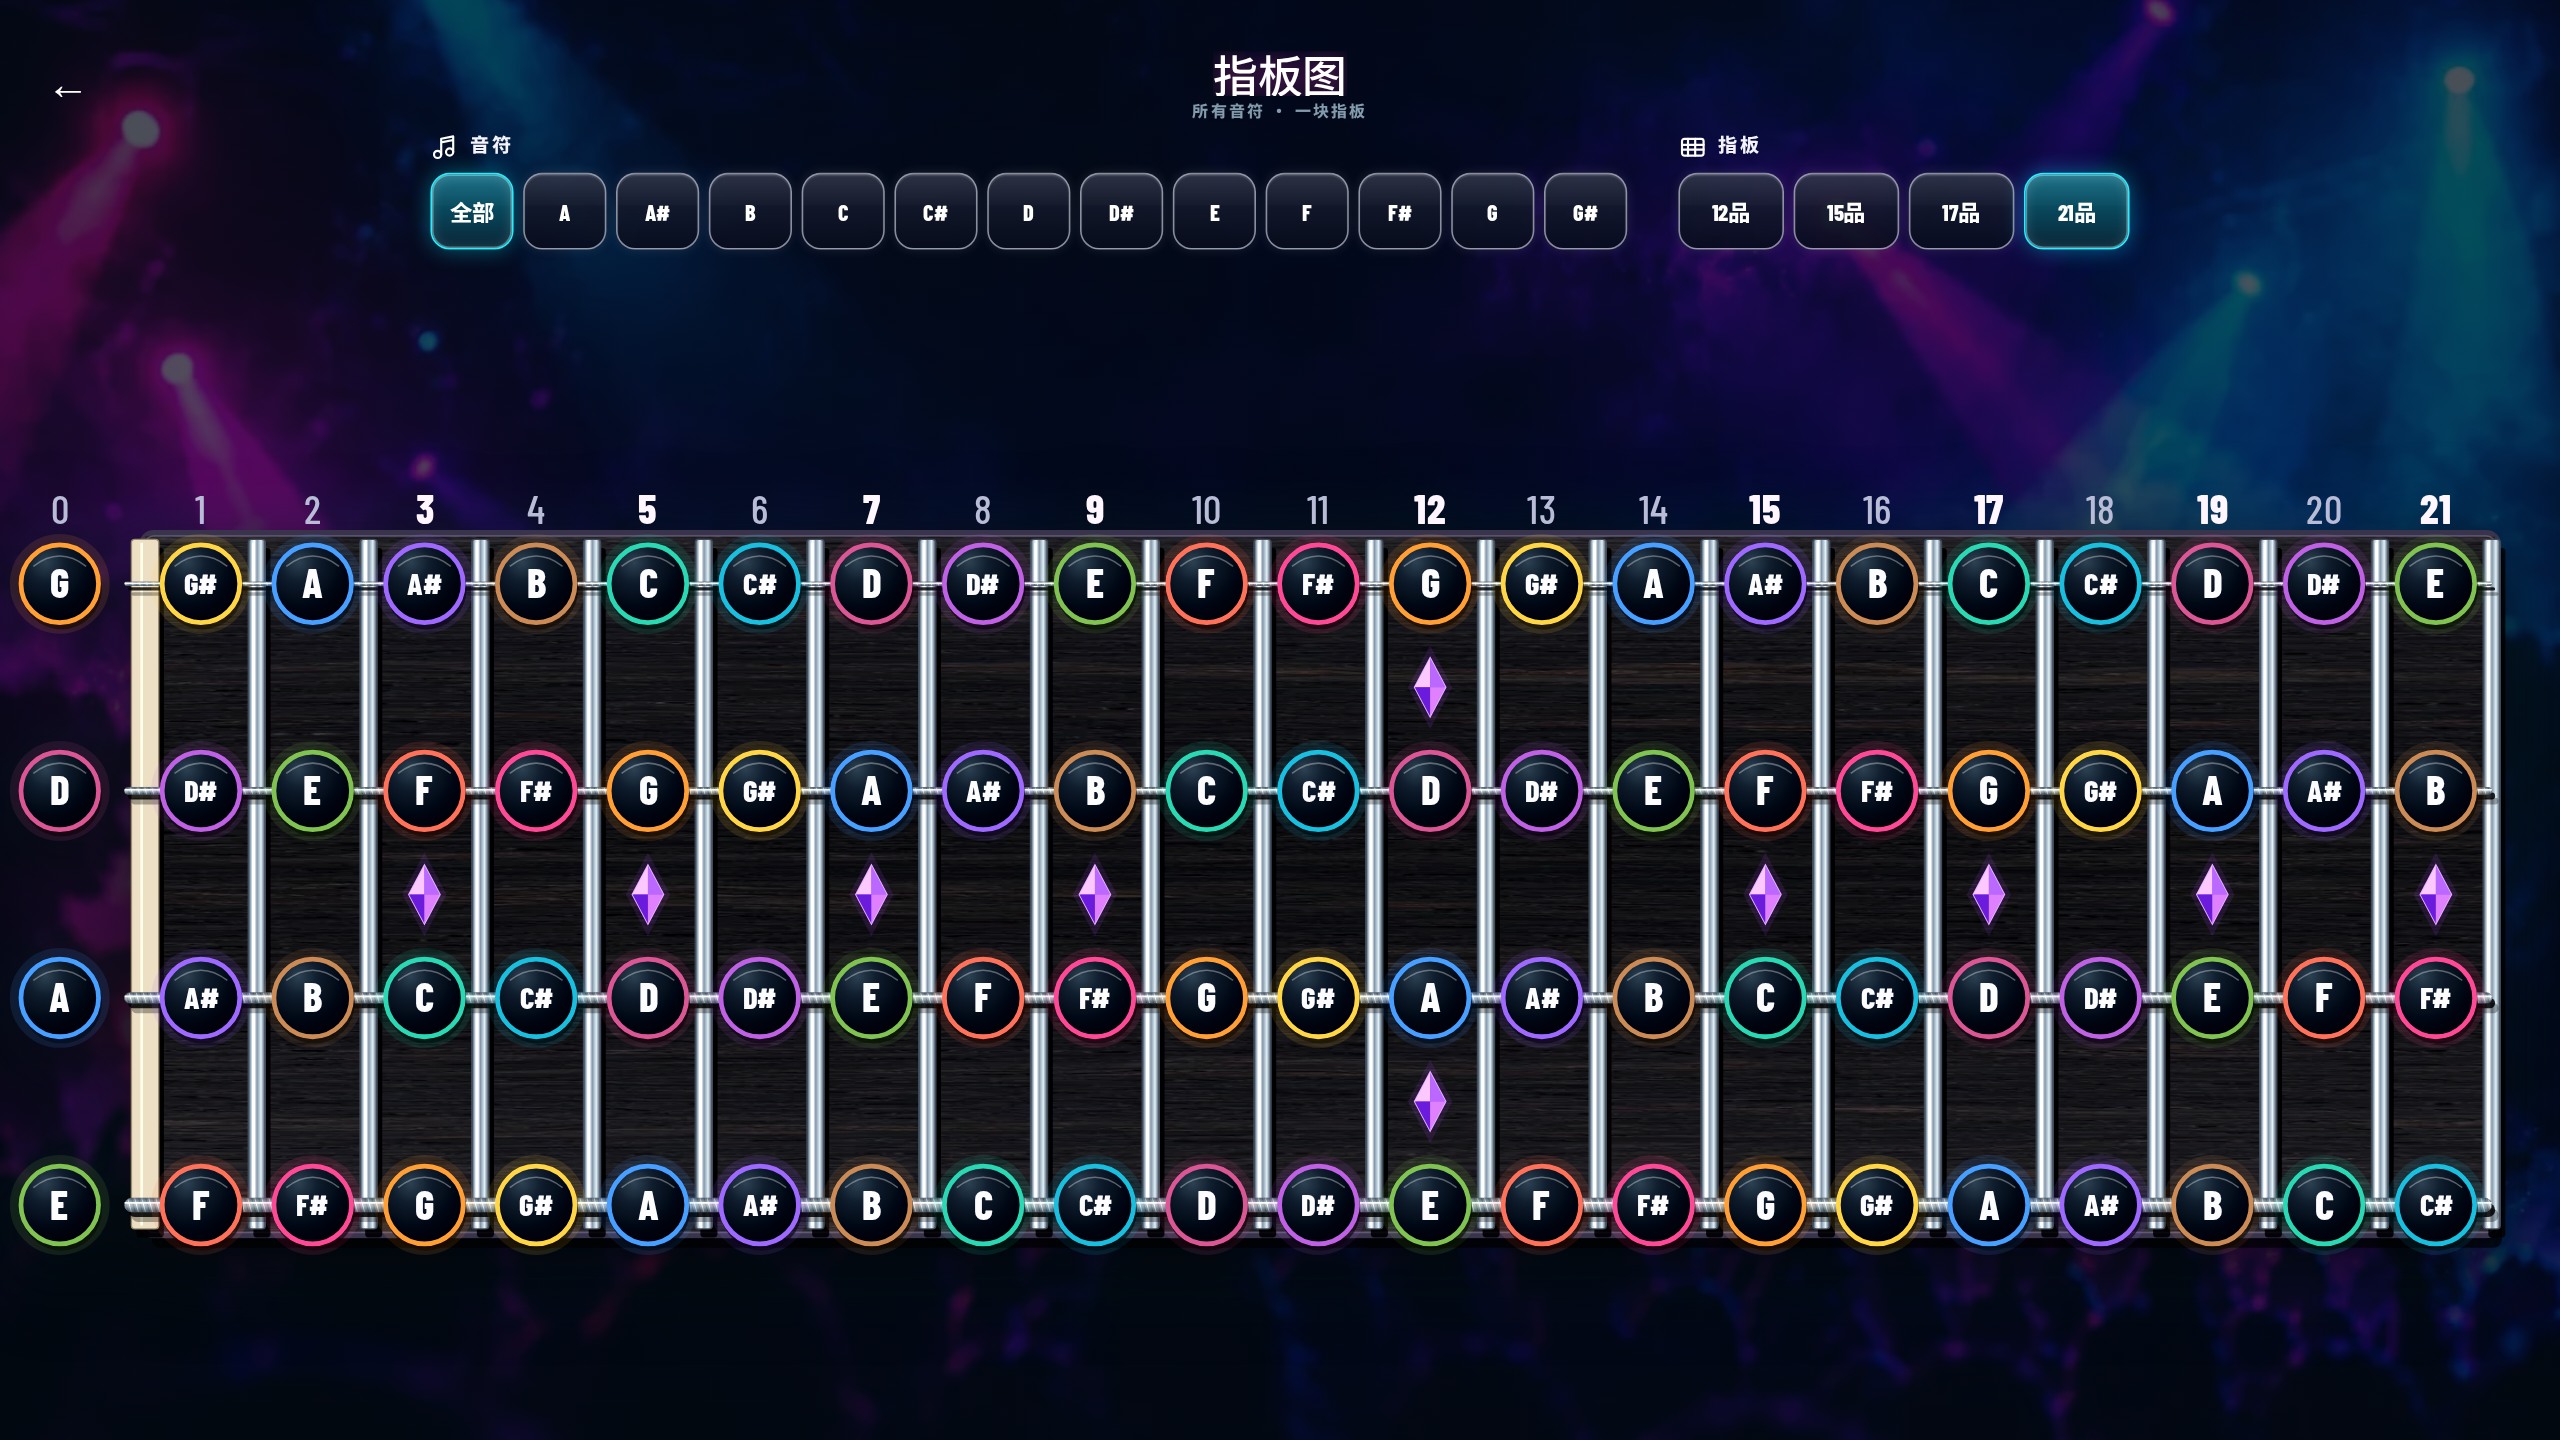 ←
指板图
所有音符 • 一块指板
音符
指板
全部 A A# B C C# D D# E F F# G G#
12品 15品 17品 21品
0 1 2 3 4 5 6 7 8 9 10 11 12 13 14 15 16 17 18 19 20 21
G G# A A# B C C# D D# E F F# G G# A A# B C C# D D# E
D D# E F F# G G# A A# B C C# D D# E F F# G G# A A# B
A A# B C C# D D# E F F# G G# A A# B C C# D D# E F F#
E F F# G G# A A# B C C# D D# E F F# G G# A A# B C C#